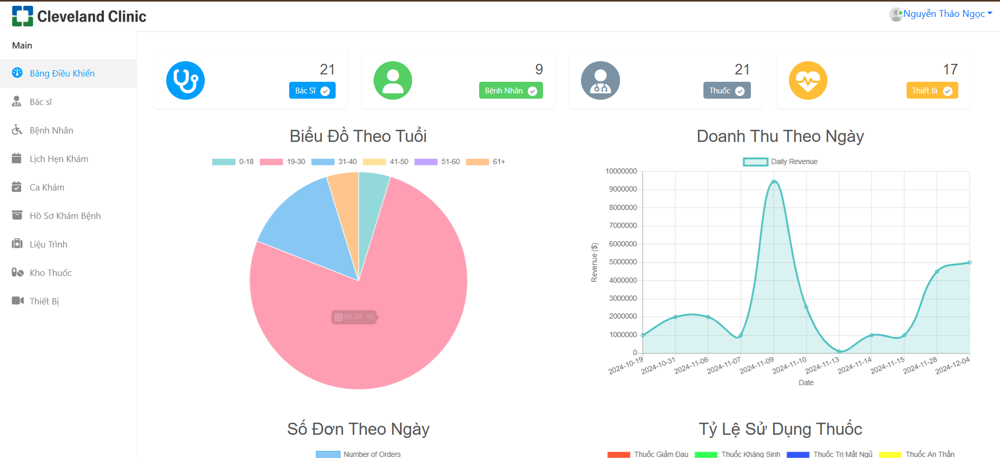 Cleveland Clinic
Nguyễn Thảo Ngọc
Main
Bảng Điều Khiển
Bác sĩ
Bệnh Nhân
Lịch Hẹn Khám
Ca Khám
Hồ Sơ Khám Bệnh
Liệu Trình
Kho Thuốc
Thiết Bị
21
Bác Sĩ
9
Bệnh Nhân
21
Thuốc
17
Thiết Bị
Biểu Đồ Theo Tuổi
0-18 19-30 31-40 41-50 51-60 61+
19-30: 16
Doanh Thu Theo Ngày
Daily Revenue
Revenue ($)
10000000
9000000
8000000
7000000
6000000
5000000
4000000
3000000
2000000
1000000
0
2024-10-19 2024-10-31 2024-11-06 2024-11-07 2024-11-09 2024-11-10 2024-11-13 2024-11-14 2024-11-15 2024-11-28 2024-12-04
Date
Số Đơn Theo Ngày
Number of Orders
Tỷ Lệ Sử Dụng Thuốc
Thuốc Giảm Đau Thuốc Kháng Sinh Thuốc Trị Mất Ngủ Thuốc An Thần